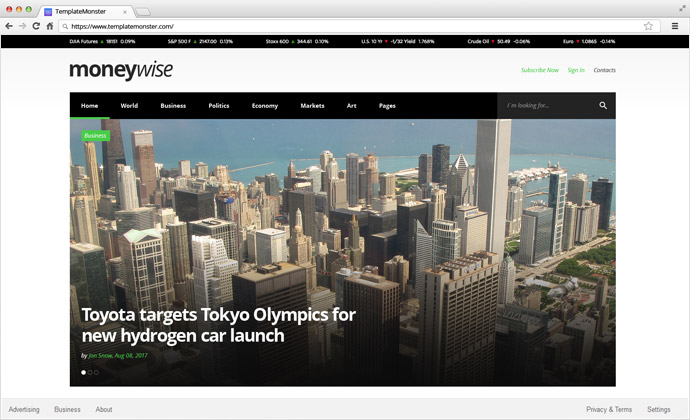 TemplateMonster
https://www.templatemonster.com/
DJIA Futures ▲ 18151 0.09% S&P 500 F ▲ 2147.00 0.13% Stoxx 600 ▲ 344.61 0.10% U.S. 10 Yr ▼ -1/32 Yield 1.768% Crude Oil ▼ 50.49 -0.06% Euro ▼ 1.0865 -0.14%
moneywise
Subscribe Now Sign In Contacts
Home World Business Politics Economy Markets Art Pages I`m looking for...
Business
Toyota targets Tokyo Olympics for
new hydrogen car launch
by Jon Snow, Aug 08, 2017
Advertising Business About Privacy & Terms Settings